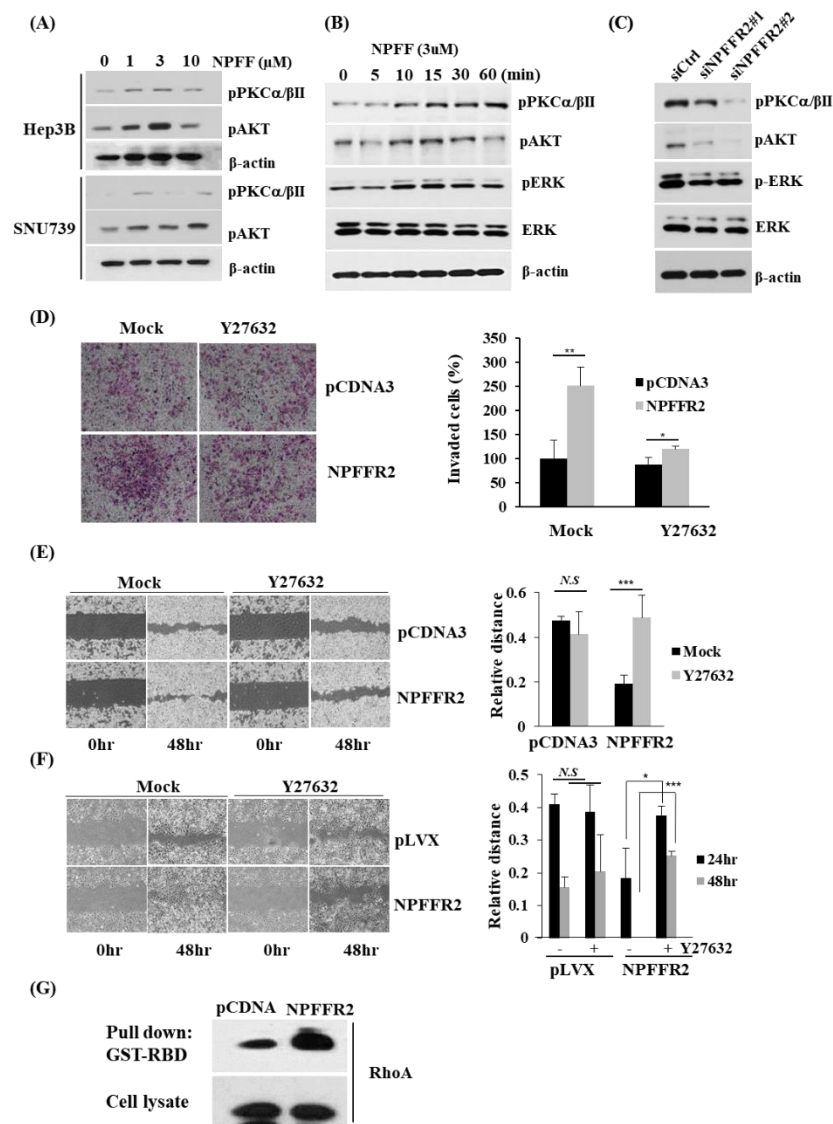 (A)
0 1 3 10 NPFF (µM)
Hep3B
pPKCα/βII
pAKT
β-actin
SNU739
pPKCα/βII
pAKT
β-actin
(B)
NPFF (3uM)
0 5 10 15 30 60 (min)
pPKCα/βII
pAKT
pERK
ERK
β-actin
(C)
siCtrl
siNPFFR2#1
siNPFFR2#2
pPKCα/βII
pAKT
p-ERK
ERK
β-actin
(D)
Mock Y27632
pCDNA3
NPFFR2
Invaded cells (%)
350
300
250
200
150
100
50
0
**
*
pCDNA3
NPFFR2
Mock Y27632
(E)
Mock Y27632
pCDNA3
NPFFR2
0hr 48hr 0hr 48hr
Relative distance
0.6
0.4
0.2
0
N.S ***
Mock
Y27632
pCDNA3 NPFFR2
(F)
Mock Y27632
pLVX
NPFFR2
0hr 48hr 0hr 48hr
Relative distance
0.5
0.4
0.3
0.2
0.1
0
N.S * ***
24hr
48hr
- + - + Y27632
pLVX NPFFR2
(G)
pCDNA NPFFR2
Pull down:
GST-RBD
Cell lysate
RhoA